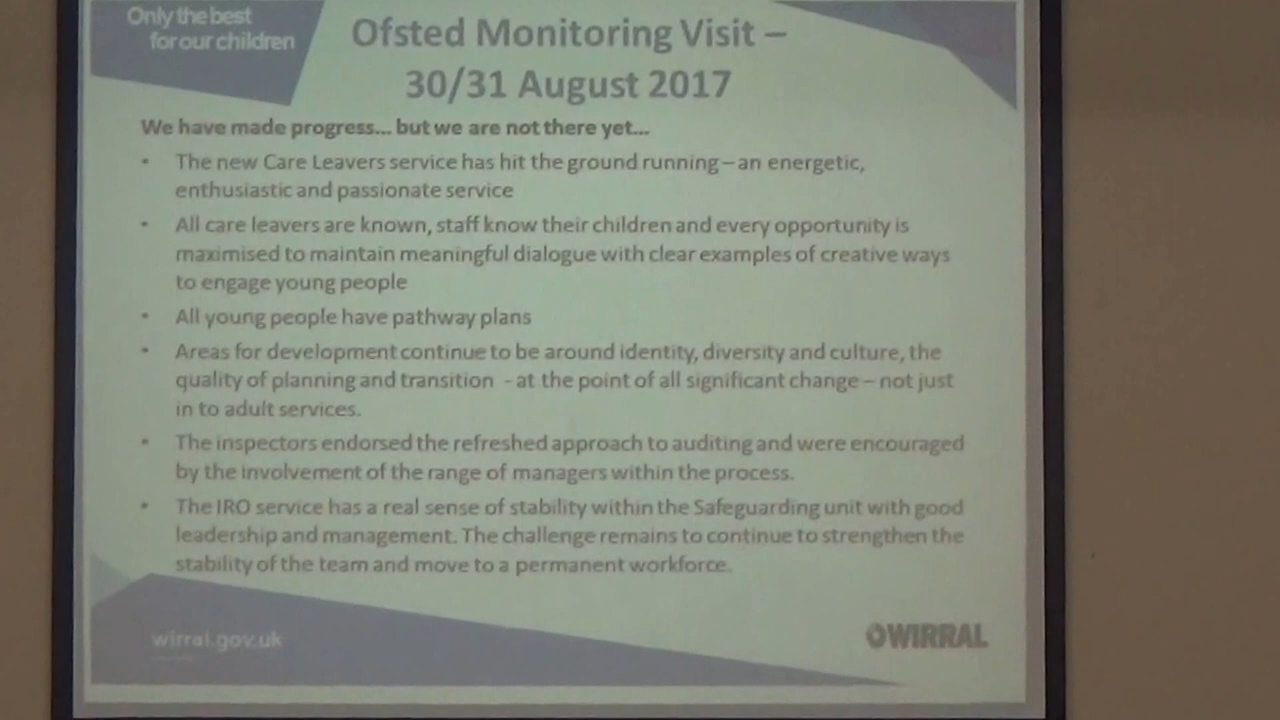 Only the best
for our children
Ofsted Monitoring Visit –
30/31 August 2017
We have made progress... but we are not there yet...
• The new Care Leavers service has hit the ground running – an energetic,
enthusiastic and passionate service
• All care leavers are known, staff know their children and every opportunity is
maximised to maintain meaningful dialogue with clear examples of creative ways
to engage young people
• All young people have pathway plans
• Areas for development continue to be around identity, diversity and culture, the
quality of planning and transition - at the point of all significant change – not just
in to adult services.
• The inspectors endorsed the refreshed approach to auditing and were encouraged
by the involvement of the range of managers within the process.
• The IRO service has a real sense of stability within the Safeguarding unit with good
leadership and management. The challenge remains to continue to strengthen the
stability of the team and move to a permanent workforce.
wirral.gov.uk
WIRRAL